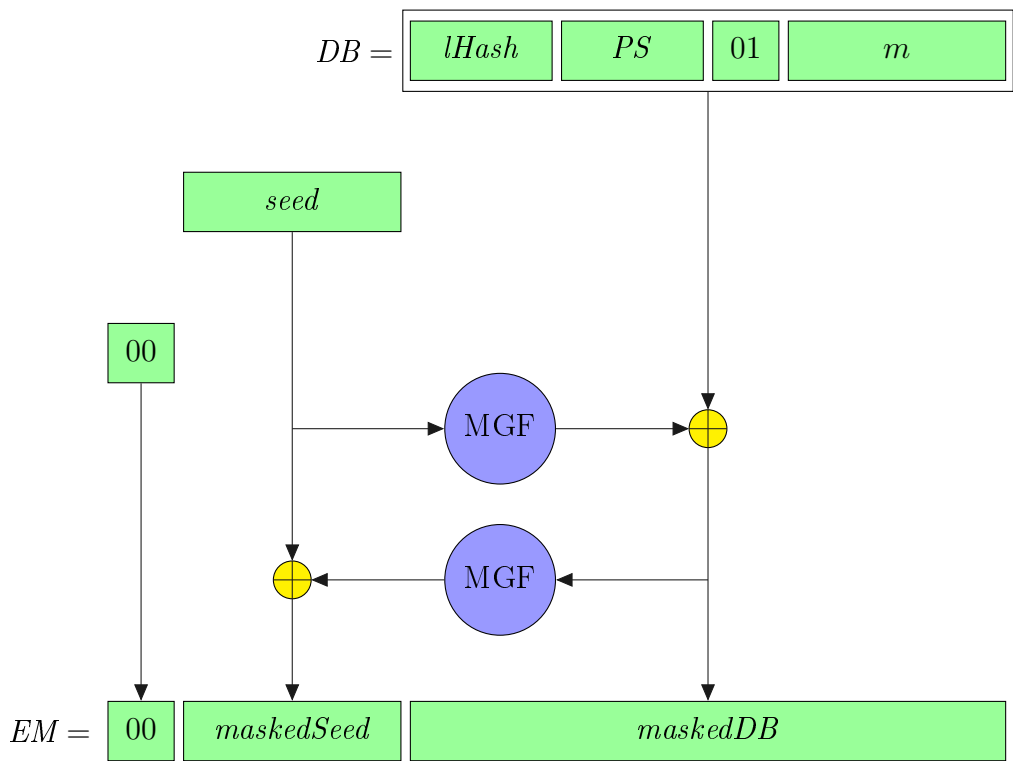 DB = lHash PS 01 m
seed
00
MGF
MGF
EM = 00 maskedSeed maskedDB